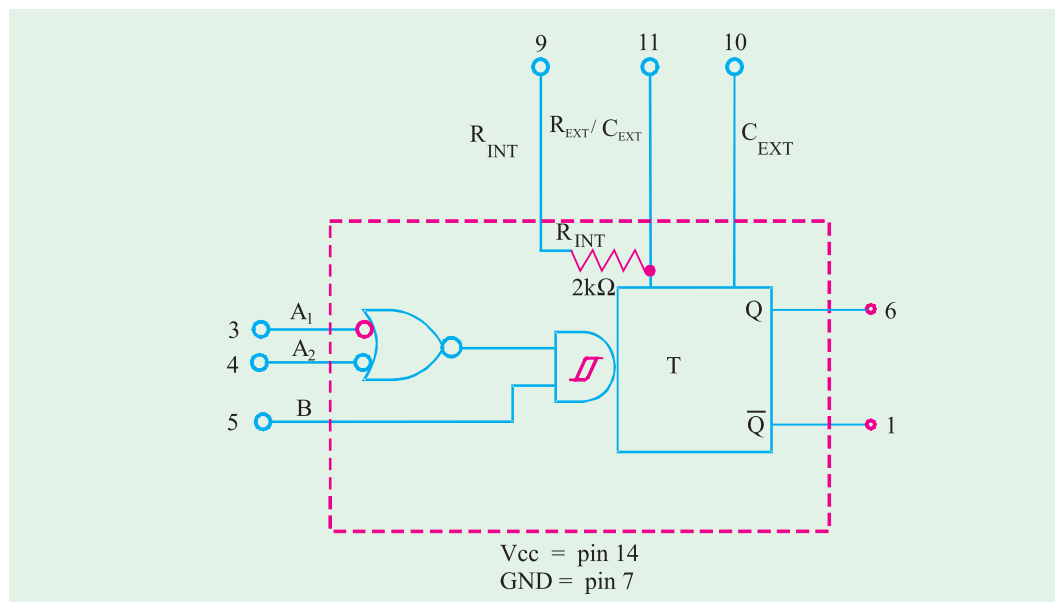 9 11 10
R_INT R_EXT / C_EXT C_EXT
R_INT
2kΩ
3 A₁
4 A₂
5 B
T
Q 6
Q̅ 1
Vcc = pin 14
GND = pin 7